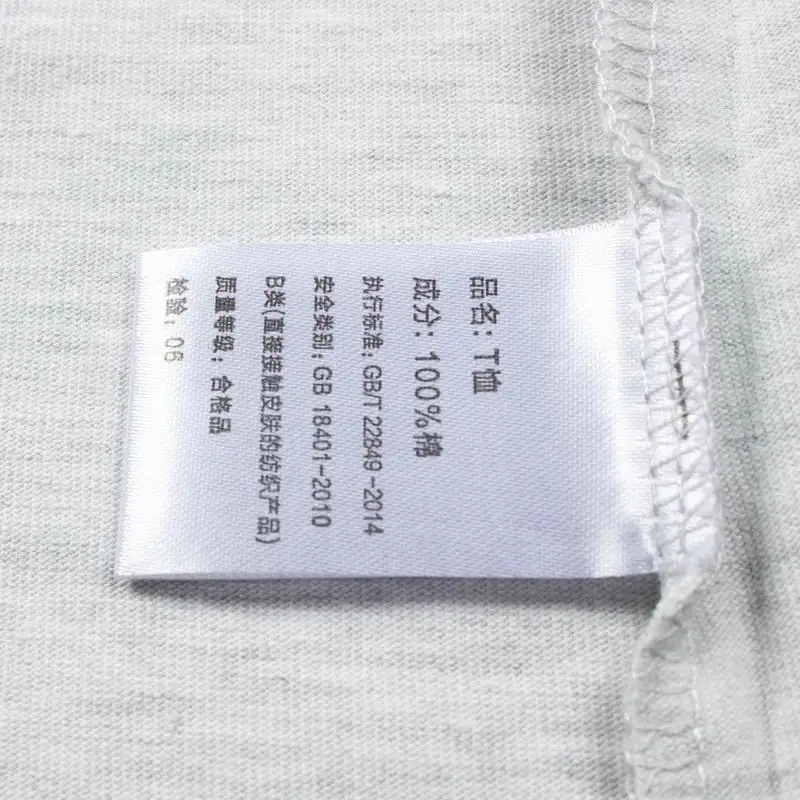 品名：T恤
成分：100%棉
执行标准：GB/T 22849-2014
安全类别：GB 18401-2010
B类(直接接触皮肤的纺织产品)
质量等级：合格品
检验：06